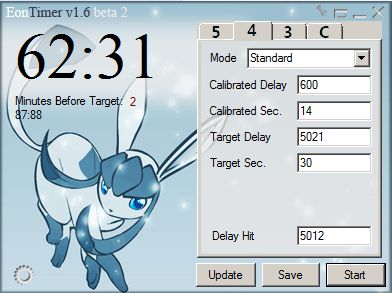 EonTimer v1.6 beta 2
62:31
Minutes Before Target: 2
87:88
5 4 3 C
Mode Standard
Calibrated Delay 600
Calibrated Sec. 14
Target Delay 5021
Target Sec. 30
Delay Hit 5012
Update Save Start